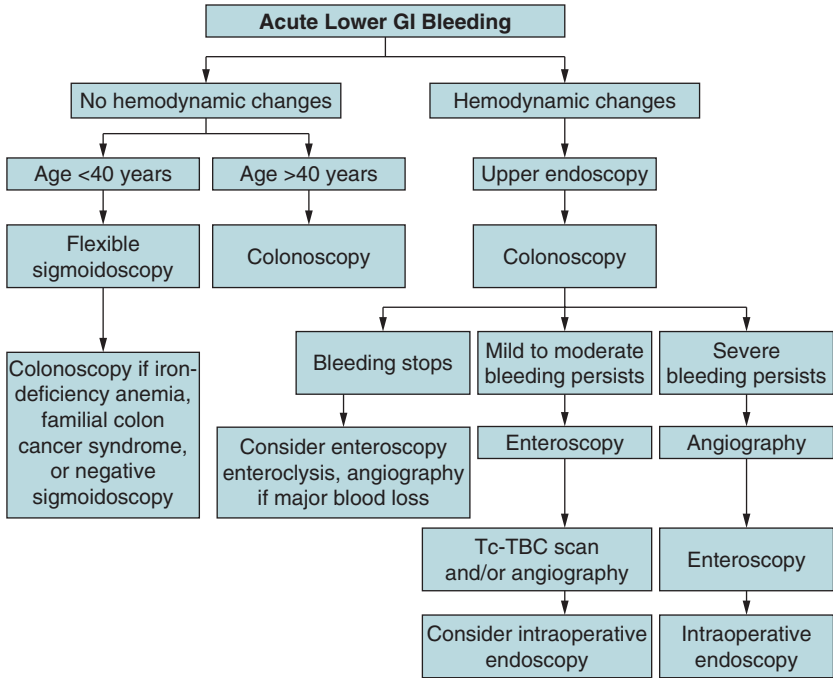 Acute Lower GI Bleeding
No hemodynamic changes
Hemodynamic changes
Age <40 years
Age >40 years
Upper endoscopy
Flexible
sigmoidoscopy
Colonoscopy
Colonoscopy
Colonoscopy if iron-
deficiency anemia,
familial colon
cancer syndrome,
or negative
sigmoidoscopy
Bleeding stops
Mild to moderate
bleeding persists
Severe
bleeding persists
Consider enteroscopy
enteroclysis, angiography
if major blood loss
Enteroscopy
Angiography
Tc-TBC scan
and/or angiography
Enteroscopy
Consider intraoperative
endoscopy
Intraoperative
endoscopy